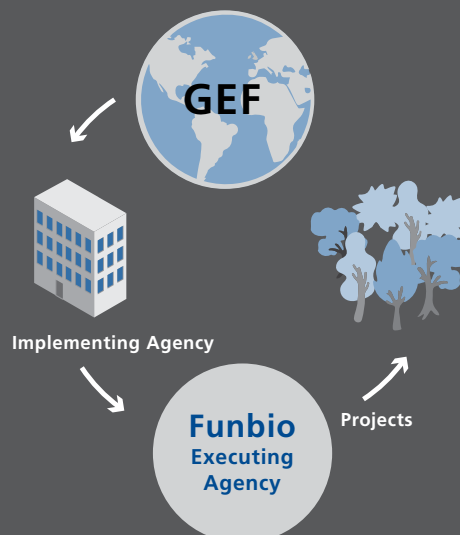 GEF
Implementing Agency
Funbio
Executing
Agency
Projects